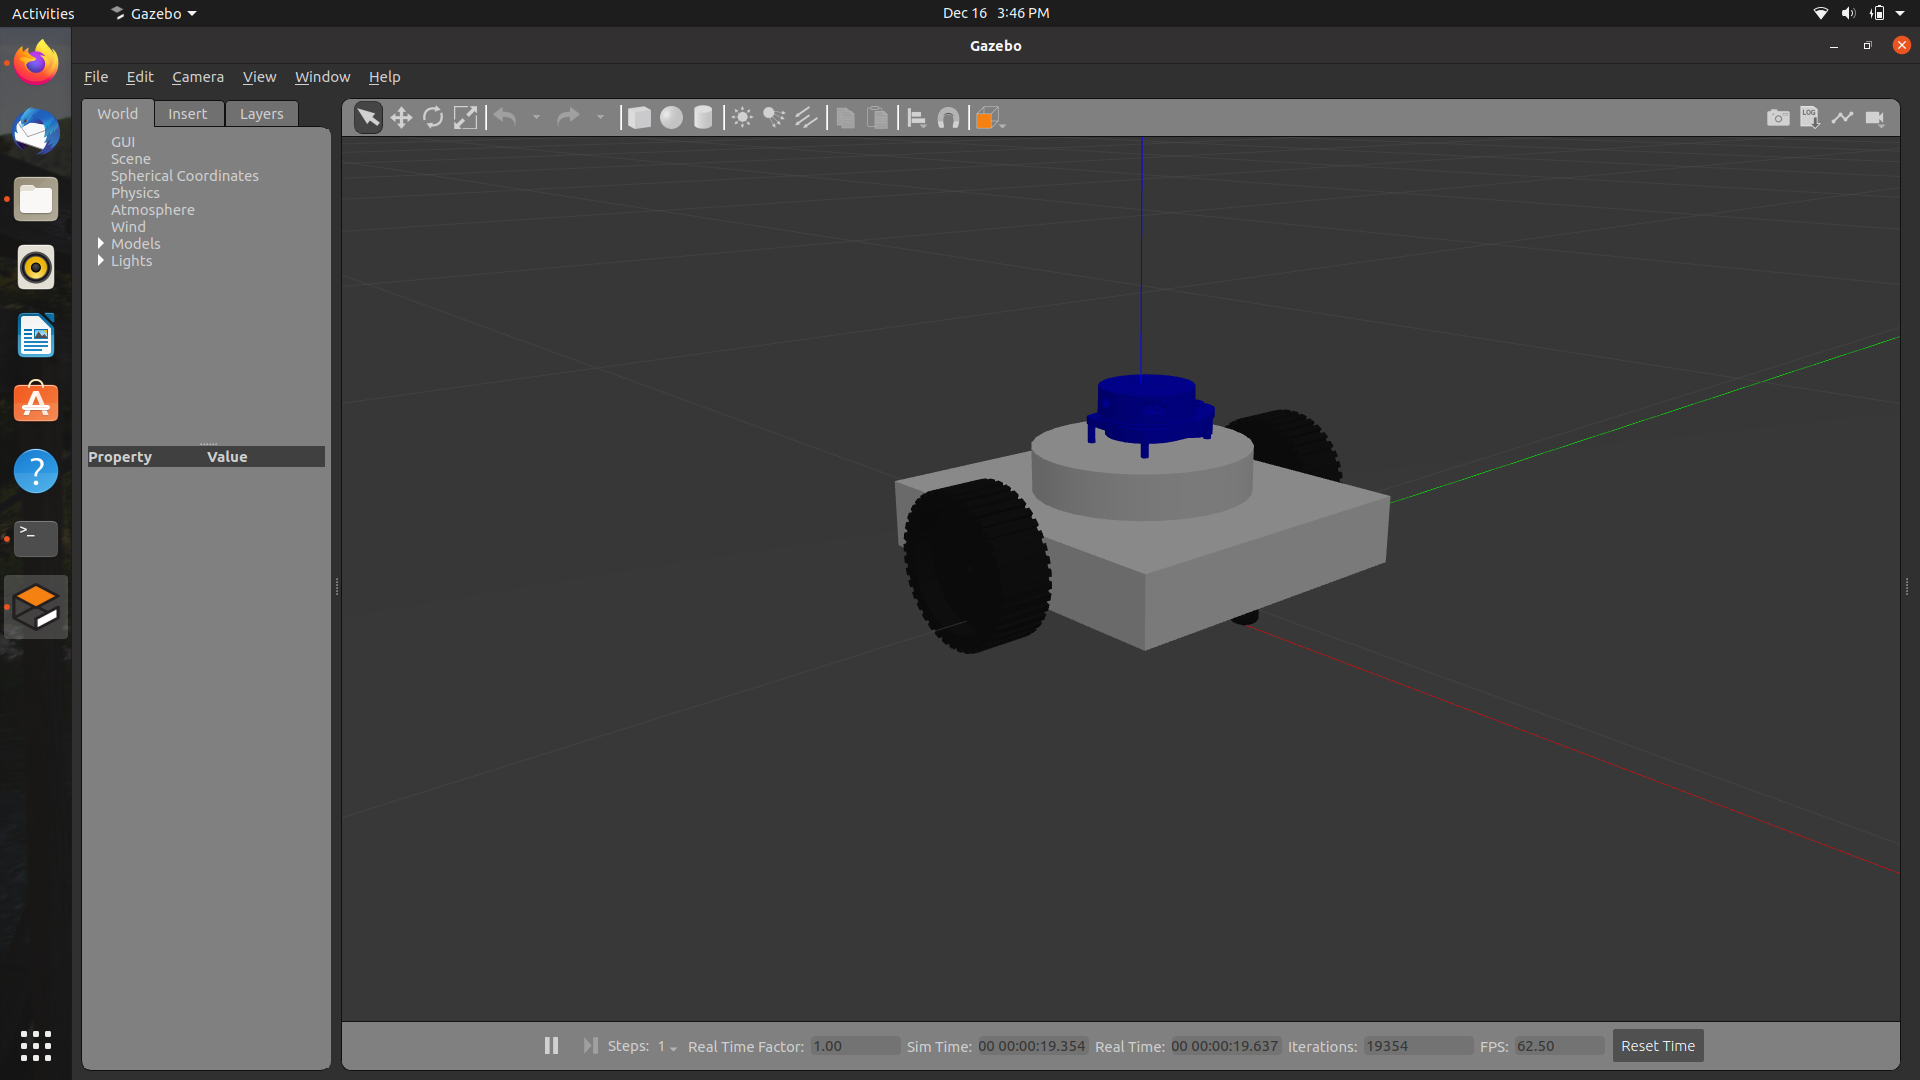 Activities Gazebo Dec 16 3:46 PM
Gazebo
File Edit Camera View Window Help
World Insert Layers
LOG
GUI
Scene
Spherical Coordinates
Physics
Atmosphere
Wind
Models
Lights
Property Value
>_
Steps: 1 Real Time Factor: 1.00 Sim Time: 00 00:00:19.354 Real Time: 00 00:00:19.637 Iterations: 19354 FPS: 62.50 Reset Time